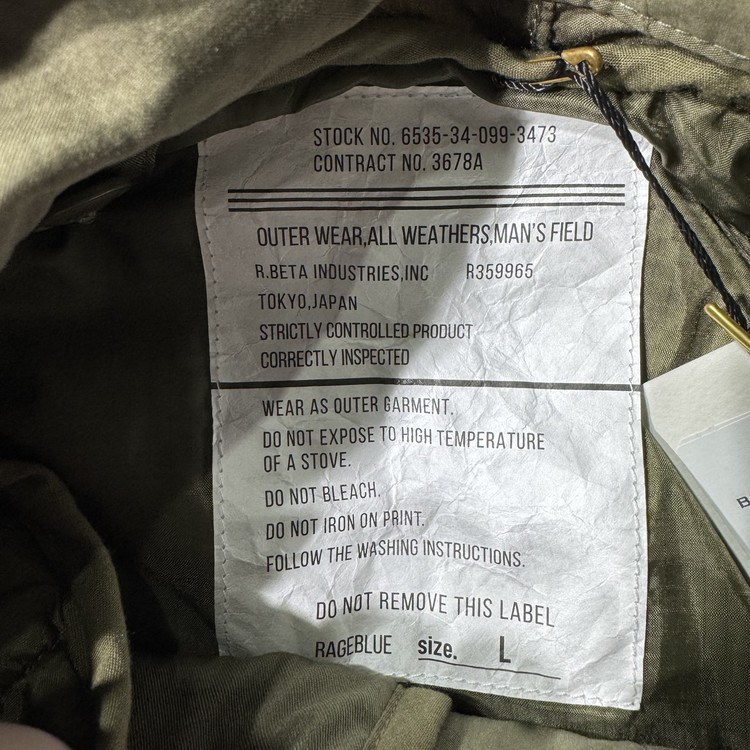 STOCK NO. 6535-34-099-3473
CONTRACT NO. 3678A
OUTER WEAR,ALL WEATHERS,MAN'S FIELD
R.BETA INDUSTRIES,INC R359965
TOKYO,JAPAN
STRICTLY CONTROLLED PRODUCT
CORRECTLY INSPECTED
WEAR AS OUTER GARMENT.
DO NOT EXPOSE TO HIGH TEMPERATURE
OF A STOVE.
DO NOT BLEACH.
DO NOT IRON ON PRINT.
FOLLOW THE WASHING INSTRUCTIONS.
DO NOT REMOVE THIS LABEL
RAGEBLUE size. L